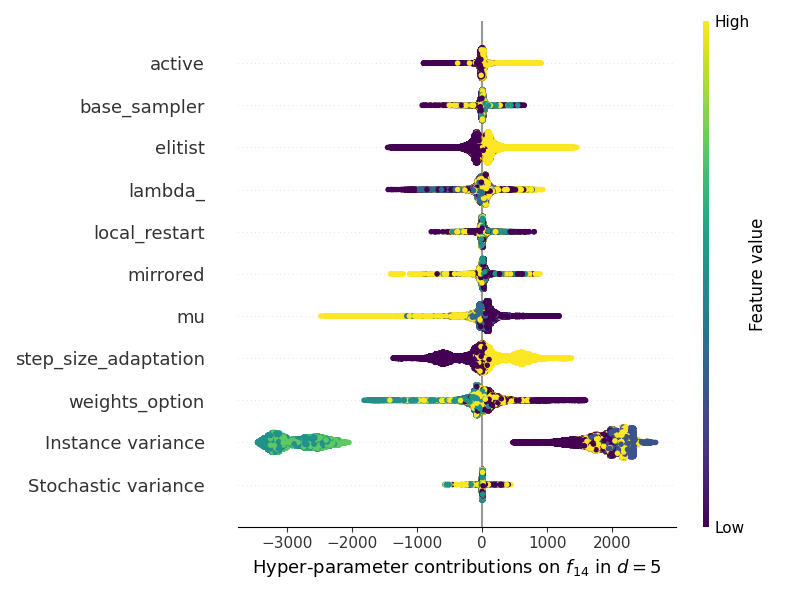 High
active
base_sampler
elitist
lambda_
local_restart
mirrored
mu
step_size_adaptation
weights_option
Instance variance
Stochastic variance
Feature value
Low
−3000 −2000 −1000 0 1000 2000
Hyper-parameter contributions on f₁₄ in d = 5